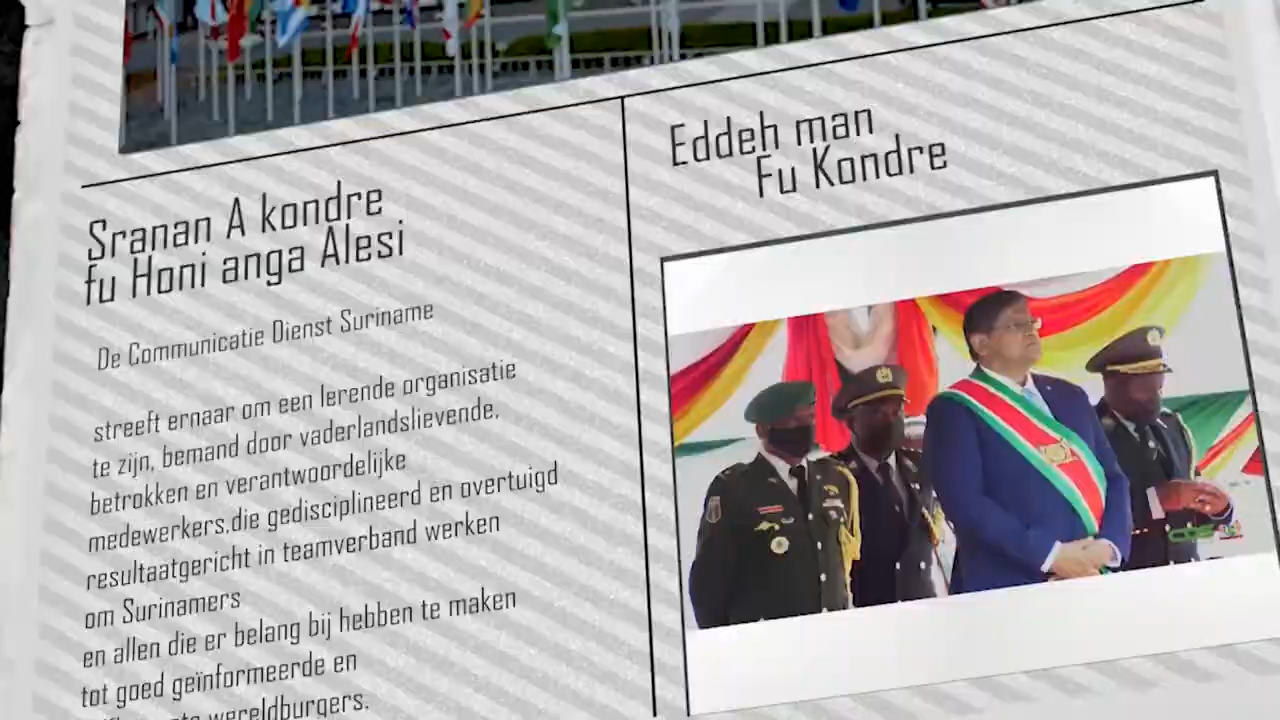 Sranan A kondre
fu Honi anga Alesi
De Communicatie Dienst Suriname
streeft ernaar om een lerende organisatie
te zijn, bemand door vaderlandslievende,
betrokken en verantwoordelijke
medewerkers.die gedisciplineerd en overtuigd
resultaatgericht in teamverband werken
om Surinamers
en allen die er belang bij hebben te maken
tot goed geïnformeerde en
wereldburgers.
Eddeh man
Fu Kondre